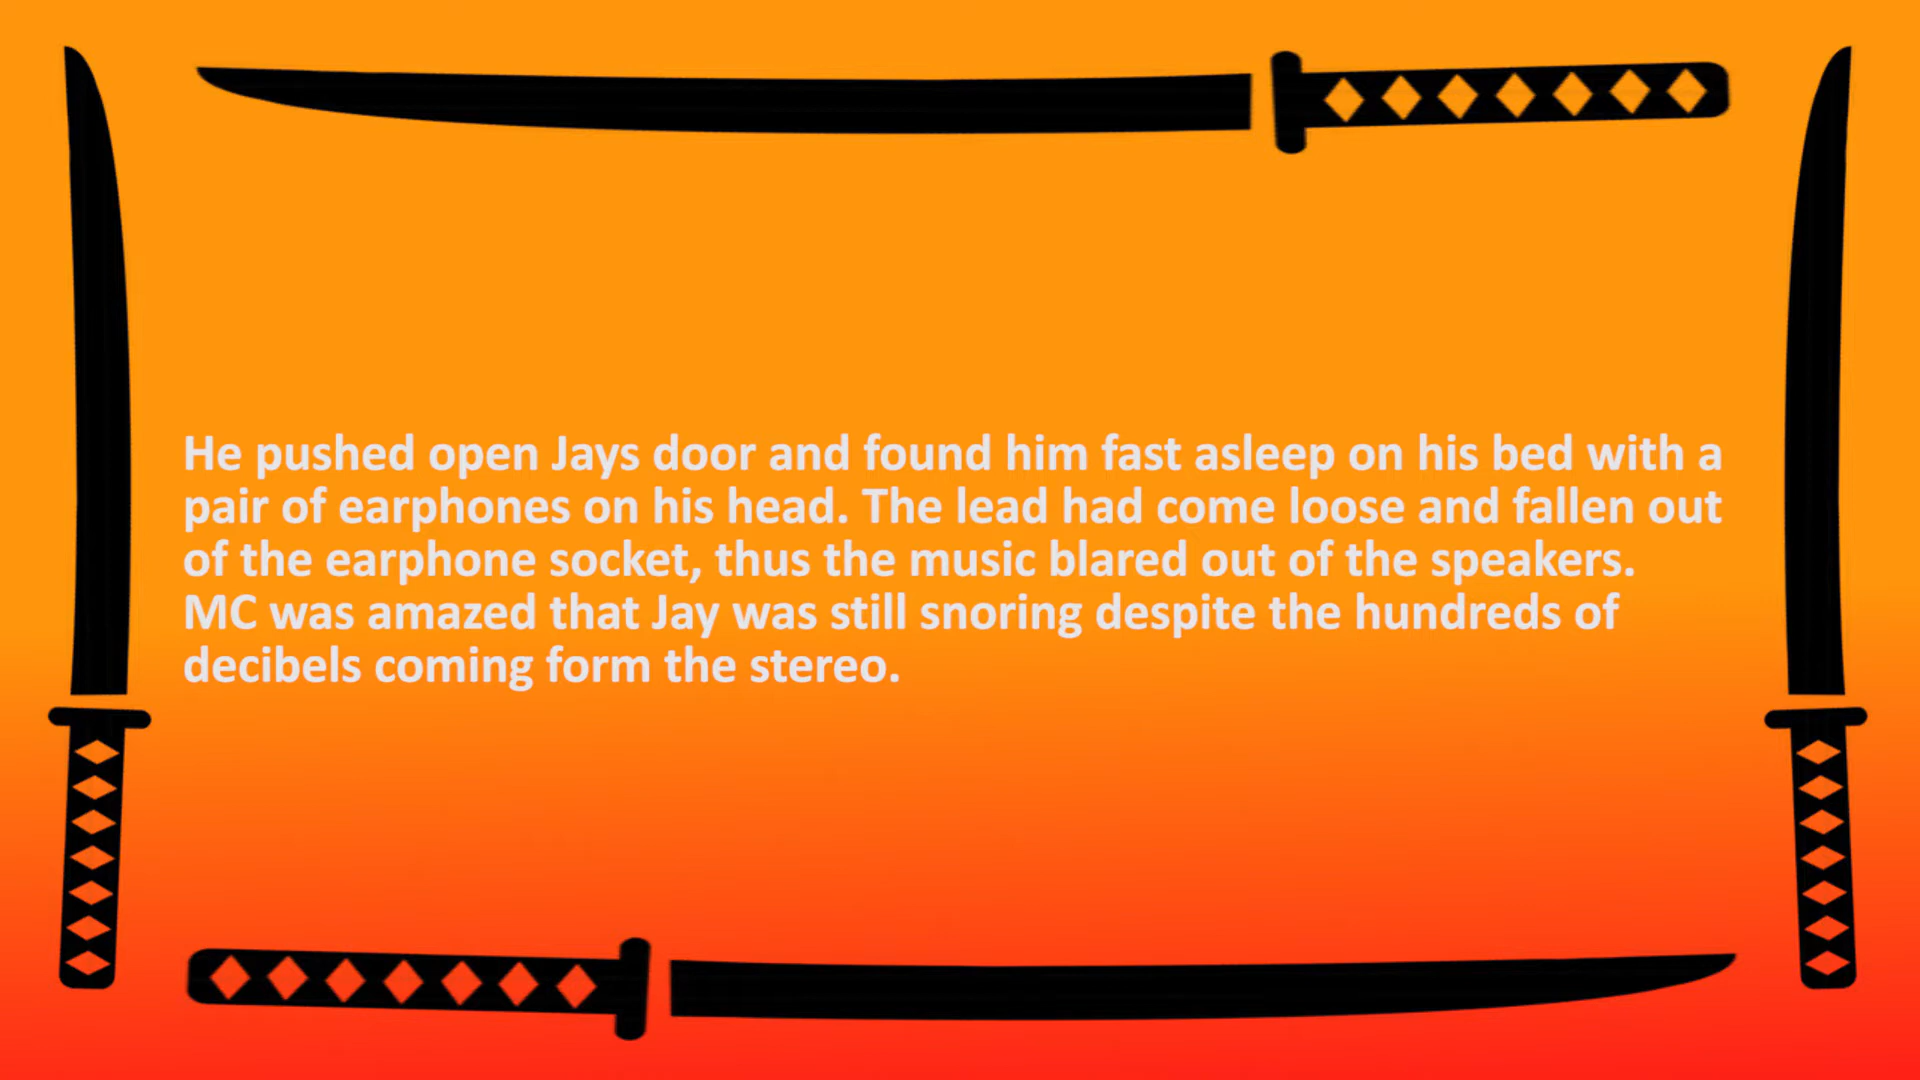 He pushed open Jays door and found him fast asleep on his bed with a
pair of earphones on his head. The lead had come loose and fallen out
of the earphone socket, thus the music blared out of the speakers.
MC was amazed that Jay was still snoring despite the hundreds of
decibels coming form the stereo.